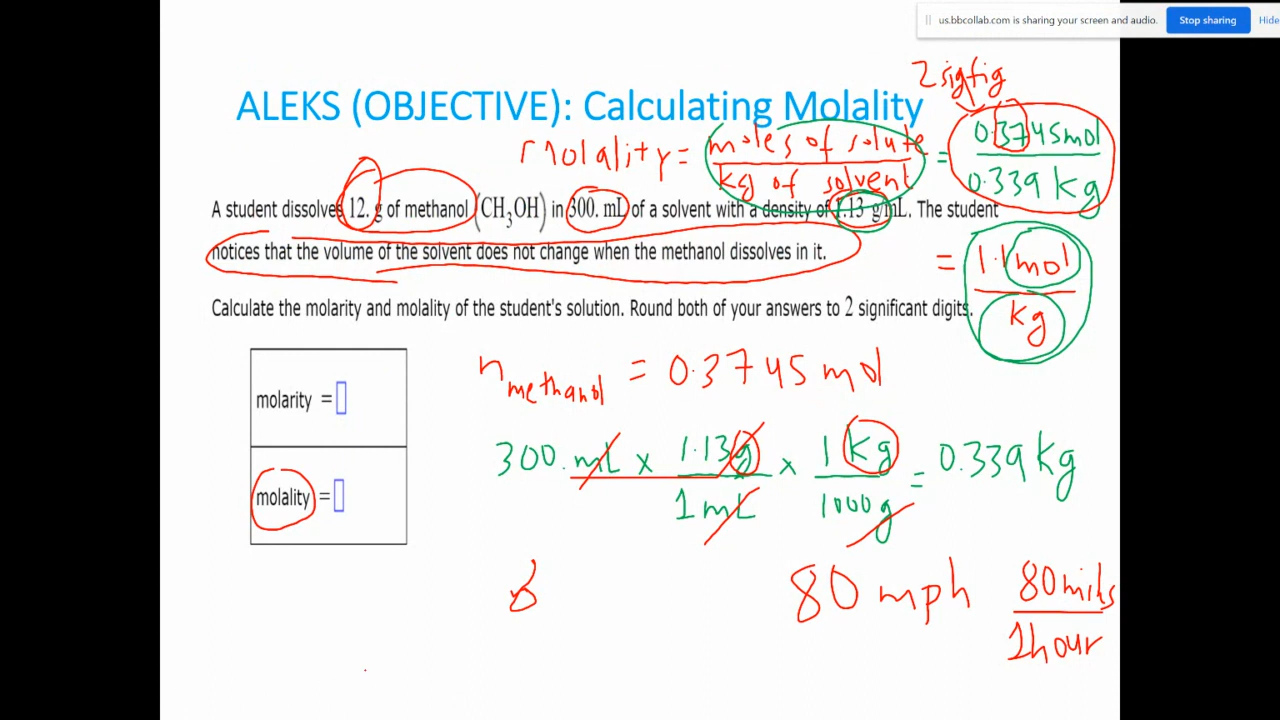 us.bbcollab.com is sharing your screen and audio. Stop sharing Hide
2 sigfig
ALEKS (OBJECTIVE): Calculating Molality
molality = moles of solute / kg of solvent = 0.3745 mol / 0.339 kg
A student dissolves 12. g of methanol (CH3OH) in 300. mL of a solvent with a density of 1.13 g/mL. The student
notices that the volume of the solvent does not change when the methanol dissolves in it.
= 1.1 mol / kg
Calculate the molarity and molality of the student's solution. Round both of your answers to 2 significant digits.
n methanol = 0.3745 mol
molarity =
300. mL x 1.13 g / 1 mL x 1 kg / 1000 g = 0.339 kg
molality =
80 mph 80 miles / 1 hour